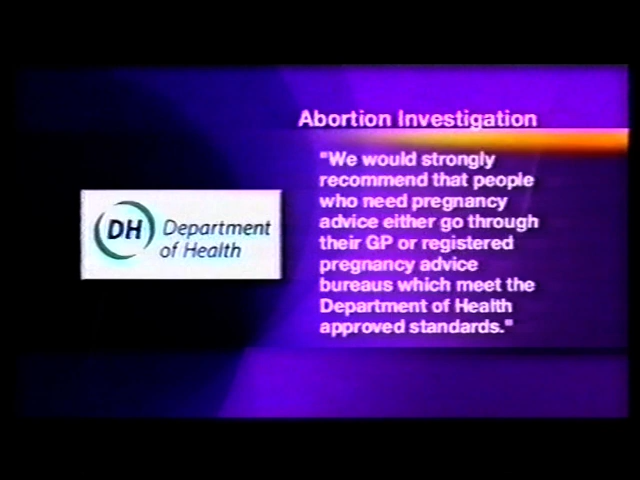 Abortion Investigation
"We would strongly
recommend that people
who need pregnancy
advice either go through
their GP or registered
pregnancy advice
bureaus which meet the
Department of Health
approved standards."
DH Department
of Health